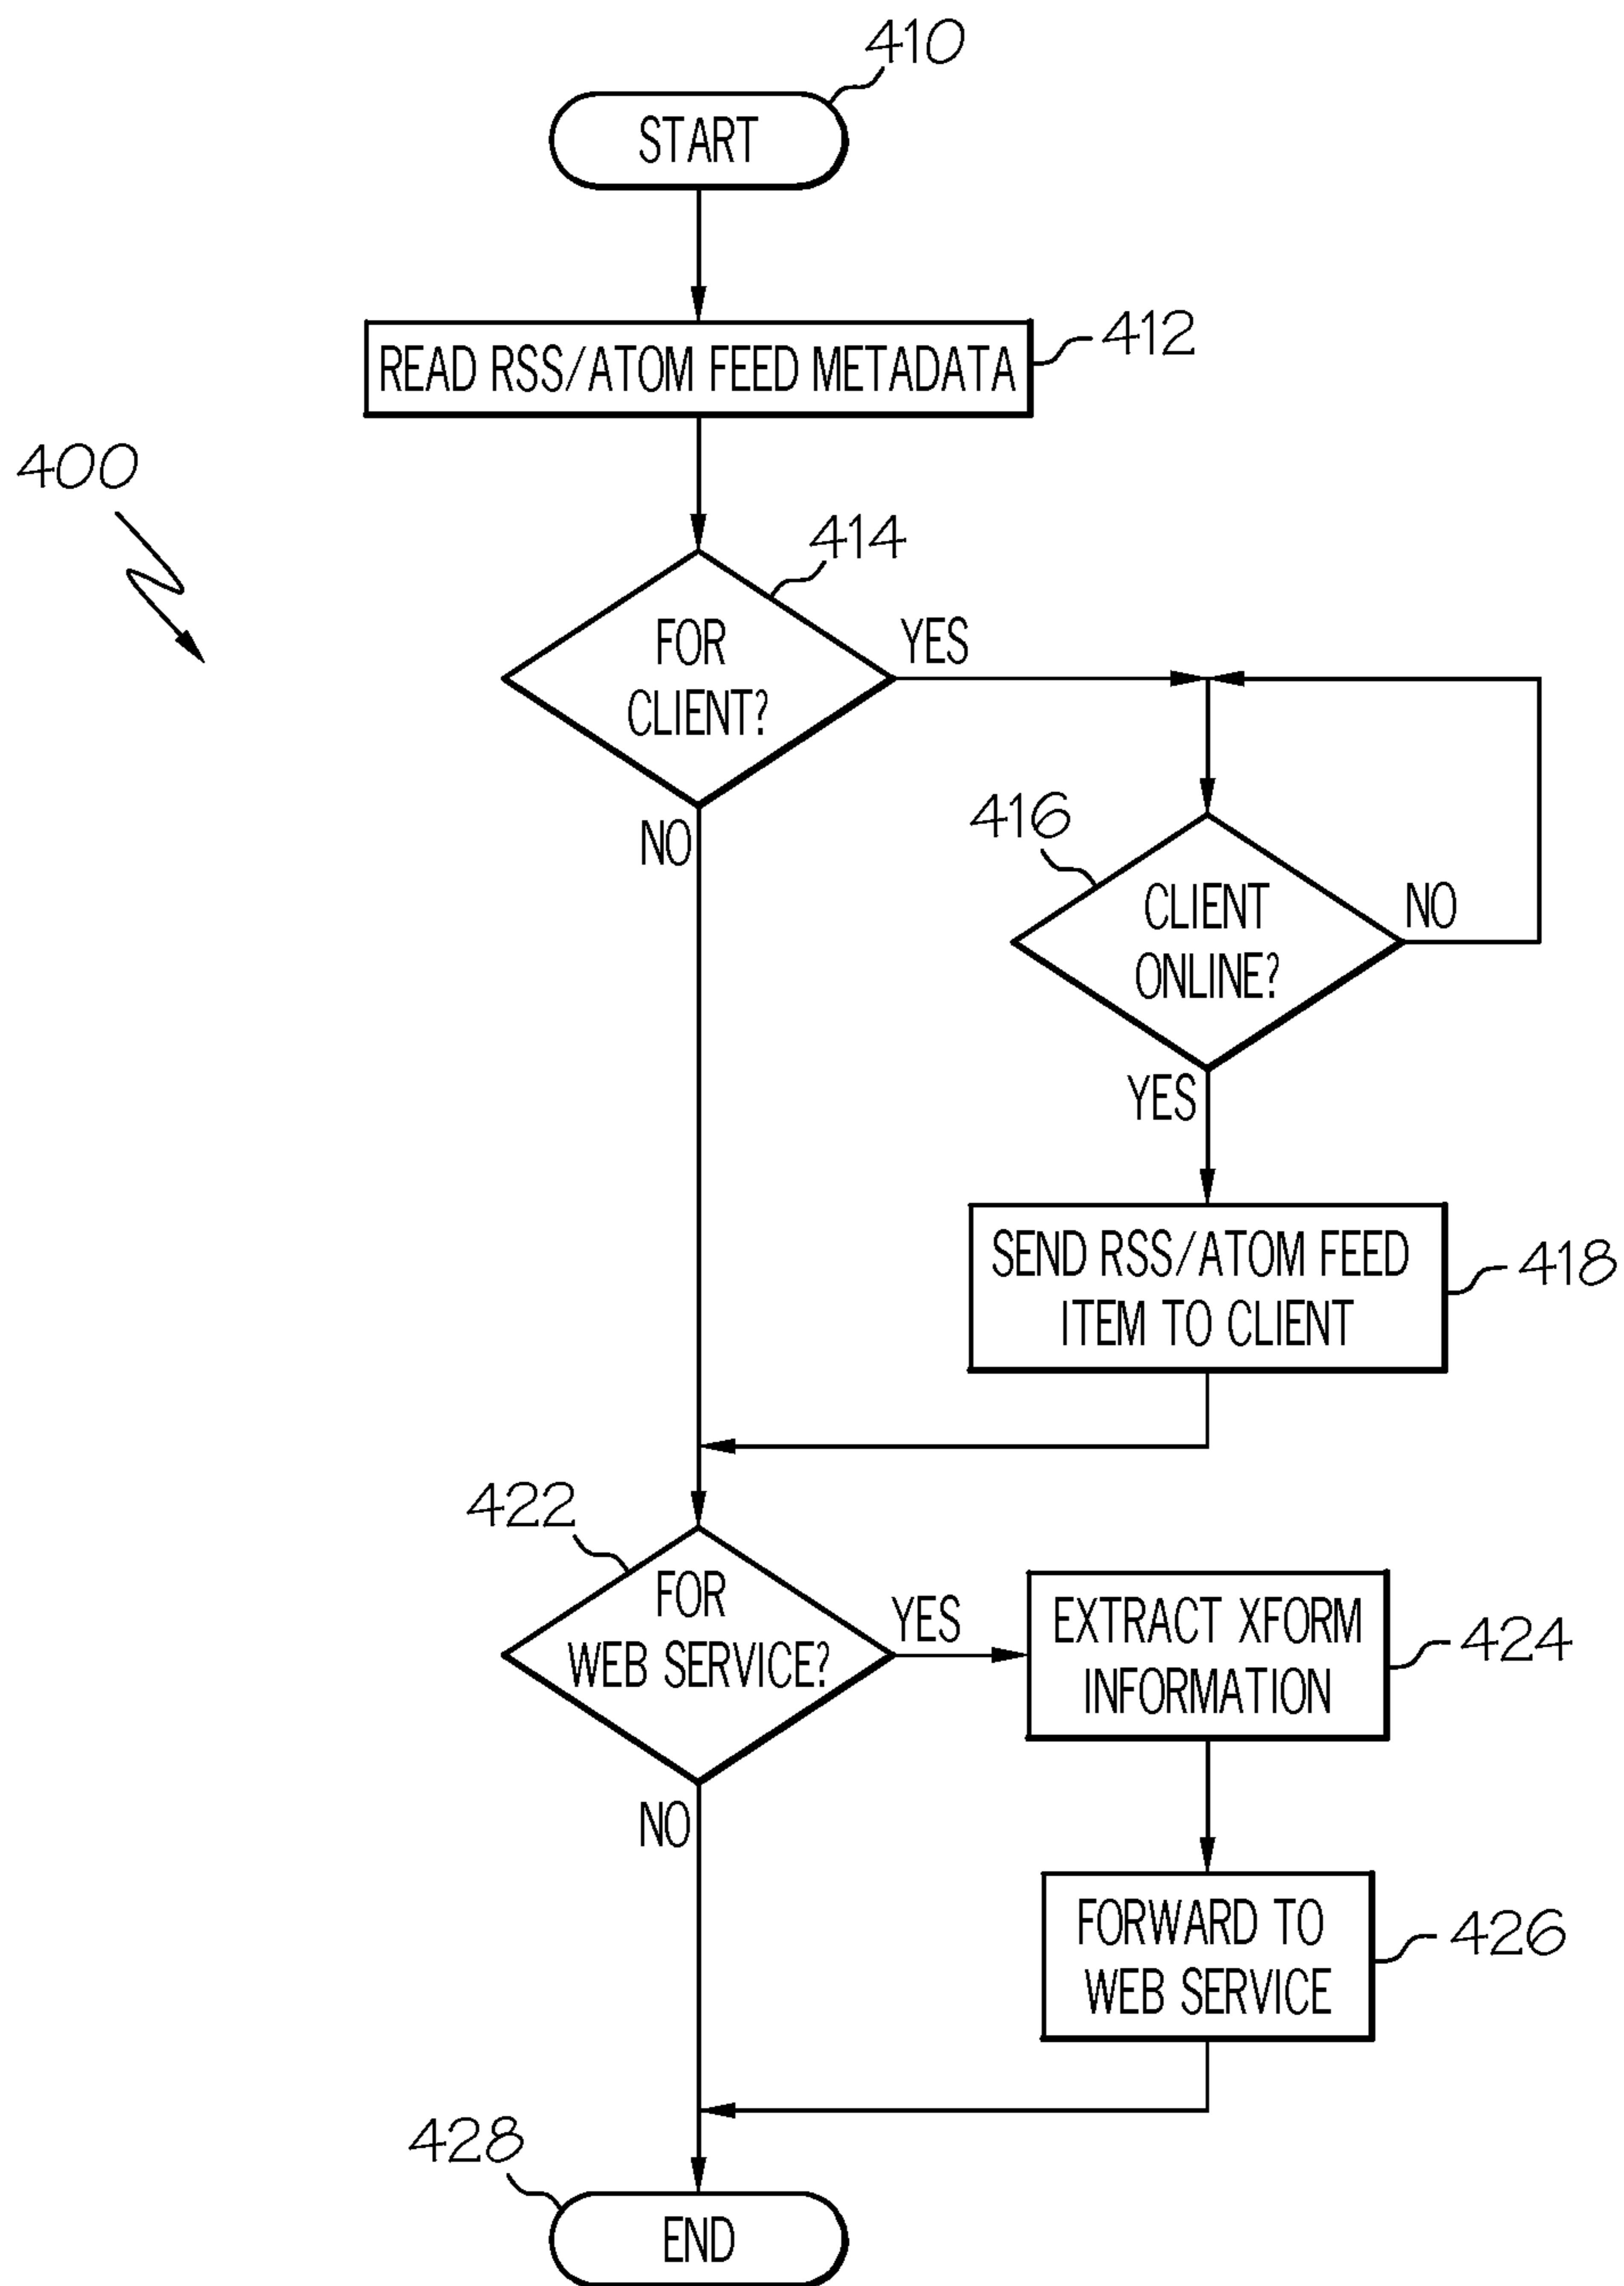 410
START
READ RSS/ATOM FEED METADATA
412
400
414
FOR
CLIENT?
YES
NO
416
CLIENT
ONLINE?
NO
YES
SEND RSS/ATOM FEED
ITEM TO CLIENT
418
422
FOR
WEB SERVICE?
YES
NO
EXTRACT XFORM
INFORMATION
424
FORWARD TO
WEB SERVICE
426
428
END